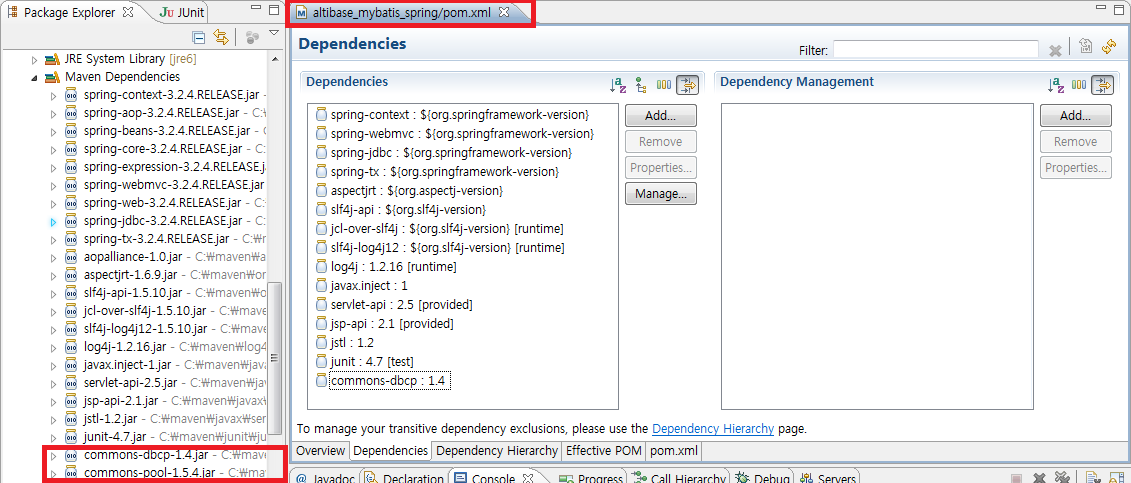 Package Explorer
JUnit
JRE System Library [jre6]
Maven Dependencies
spring-context-3.2.4.RELEASE.jar -
spring-aop-3.2.4.RELEASE.jar - C:
spring-beans-3.2.4.RELEASE.jar -
spring-core-3.2.4.RELEASE.jar - C:
spring-expression-3.2.4.RELEASE.ja
spring-webmvc-3.2.4.RELEASE.jar
spring-web-3.2.4.RELEASE.jar - C:
spring-jdbc-3.2.4.RELEASE.jar - C:
spring-tx-3.2.4.RELEASE.jar - C:₩m
aopalliance-1.0.jar - C:₩maven₩a
aspectjrt-1.6.9.jar - C:₩maven₩or
slf4j-api-1.5.10.jar - C:₩maven₩o
jcl-over-slf4j-1.5.10.jar - C:₩mave
slf4j-log4j12-1.5.10.jar - C:₩mave
log4j-1.2.16.jar - C:₩maven₩log4
javax.inject-1.jar - C:₩maven₩java
servlet-api-2.5.jar - C:₩maven₩ja
jsp-api-2.1.jar - C:₩maven₩javax₩
jstl-1.2.jar - C:₩maven₩javax₩ser
junit-4.7.jar - C:₩maven₩junit₩ju
commons-dbcp-1.4.jar - C:₩mave
commons-pool-1.5.4.jar - C:₩ma
altibase_mybatis_spring/pom.xml
Dependencies
Filter:
Dependencies
spring-context : ${org.springframework-version}
spring-webmvc : ${org.springframework-version}
spring-jdbc : ${org.springframework-version}
spring-tx : ${org.springframework-version}
aspectjrt : ${org.aspectj-version}
slf4j-api : ${org.slf4j-version}
jcl-over-slf4j : ${org.slf4j-version} [runtime]
slf4j-log4j12 : ${org.slf4j-version} [runtime]
log4j : 1.2.16 [runtime]
javax.inject : 1
servlet-api : 2.5 [provided]
jsp-api : 2.1 [provided]
jstl : 1.2
junit : 4.7 [test]
commons-dbcp : 1.4
Add...
Remove
Properties...
Manage...
Dependency Management
Add...
Remove
Properties...
To manage your transitive dependency exclusions, please use the Dependency Hierarchy page.
Overview Dependencies Dependency Hierarchy Effective POM pom.xml
@ Javadoc Declaration Console Progress Call Hierarchy Debug Servers